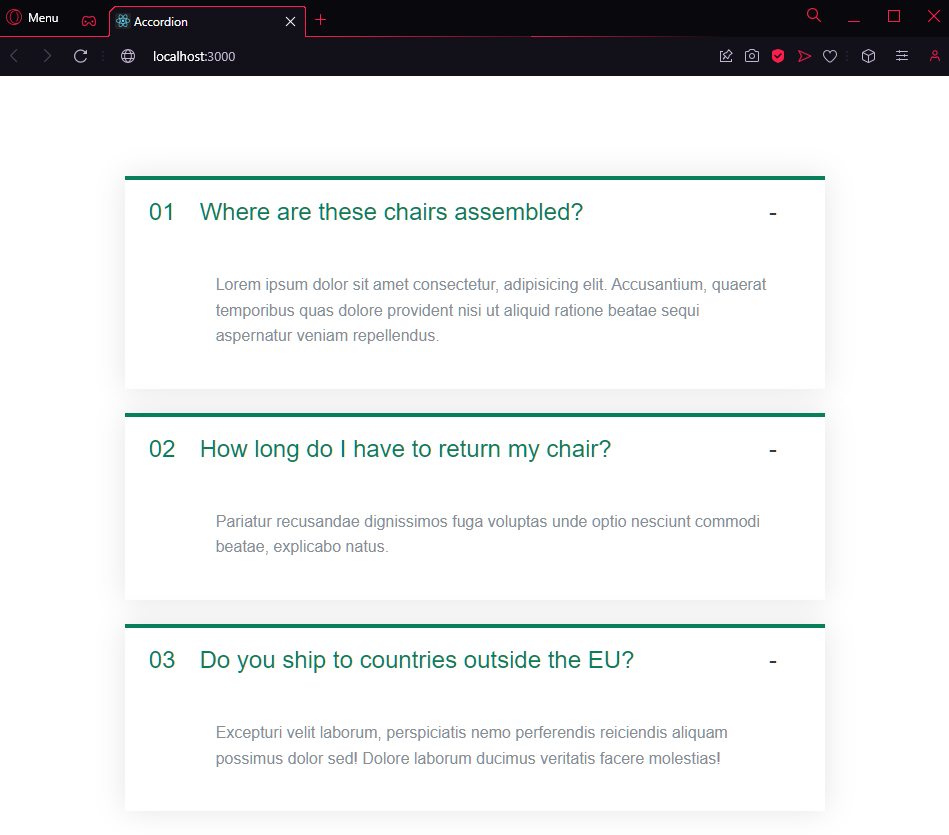 Menu
Accordion
localhost:3000
01 Where are these chairs assembled? -
Lorem ipsum dolor sit amet consectetur, adipisicing elit. Accusantium, quaerat
temporibus quas dolore provident nisi ut aliquid ratione beatae sequi
aspernatur veniam repellendus.
02 How long do I have to return my chair? -
Pariatur recusandae dignissimos fuga voluptas unde optio nesciunt commodi
beatae, explicabo natus.
03 Do you ship to countries outside the EU? -
Excepturi velit laborum, perspiciatis nemo perferendis reiciendis aliquam
possimus dolor sed! Dolore laborum ducimus veritatis facere molestias!